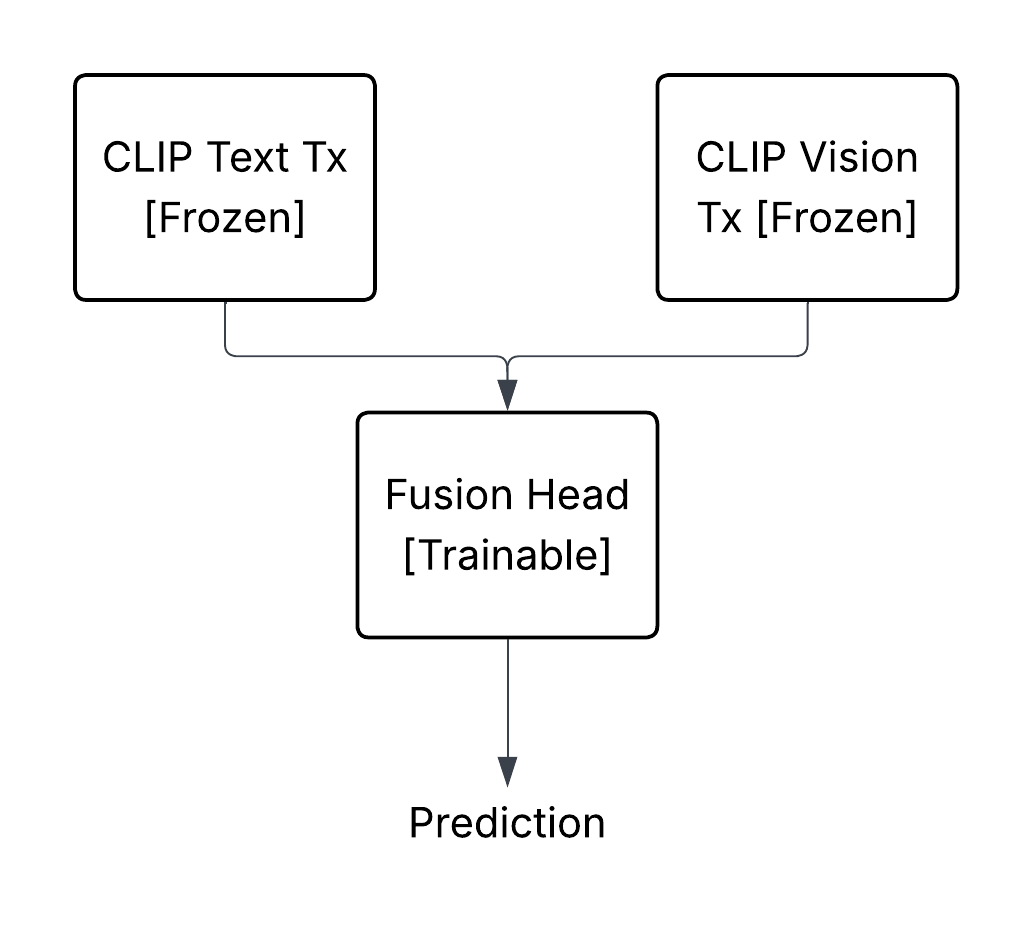 CLIP Text Tx
[Frozen]
CLIP Vision
Tx [Frozen]
Fusion Head
[Trainable]
Prediction